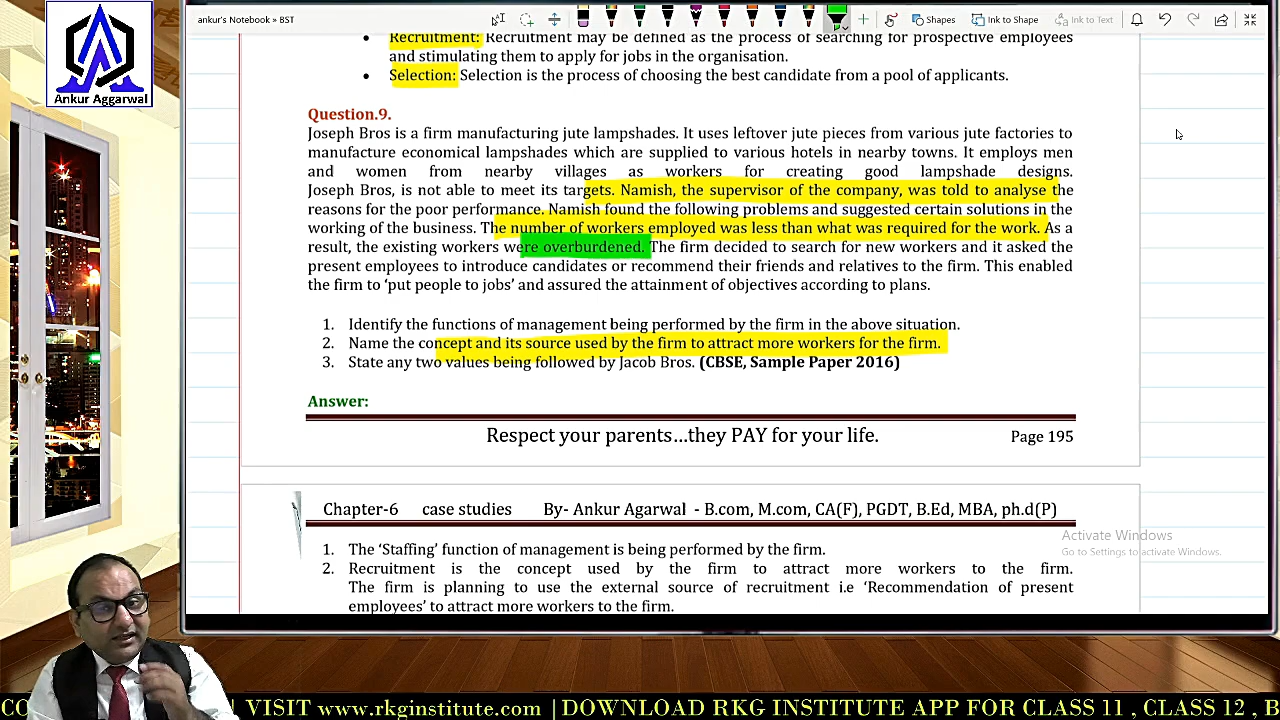 ankur's Notebook » BST
Shapes
Ink to Shape
Ink to Text
Ankur Aggarwal
• Recruitment: Recruitment may be defined as the process of searching for prospective employees
and stimulating them to apply for jobs in the organisation.
• Selection: Selection is the process of choosing the best candidate from a pool of applicants.
Question.9.
Joseph Bros is a firm manufacturing jute lampshades. It uses leftover jute pieces from various jute factories to
manufacture economical lampshades which are supplied to various hotels in nearby towns. It employs men
and women from nearby villages as workers for creating good lampshade designs.
Joseph Bros, is not able to meet its targets. Namish, the supervisor of the company, was told to analyse the
reasons for the poor performance. Namish found the following problems and suggested certain solutions in the
working of the business. The number of workers employed was less than what was required for the work. As a
result, the existing workers were overburdened. The firm decided to search for new workers and it asked the
present employees to introduce candidates or recommend their friends and relatives to the firm. This enabled
the firm to ‘put people to jobs’ and assured the attainment of objectives according to plans.
1. Identify the functions of management being performed by the firm in the above situation.
2. Name the concept and its source used by the firm to attract more workers for the firm.
3. State any two values being followed by Jacob Bros. (CBSE, Sample Paper 2016)
Answer:
Respect your parents...they PAY for your life. Page 195
Chapter-6 case studies By- Ankur Agarwal - B.com, M.com, CA(F), PGDT, B.Ed, MBA, ph.d(P)
Activate Windows
Go to Settings to activate Windows.
1. The ‘Staffing’ function of management is being performed by the firm.
2. Recruitment is the concept used by the firm to attract more workers to the firm.
The firm is planning to use the external source of recruitment i.e ‘Recommendation of present
employees’ to attract more workers to the firm.
VISIT www.rkginstitute.com | DOWNLOAD RKG INSTITUTE APP FOR CLASS 11 , CLASS 12 , B